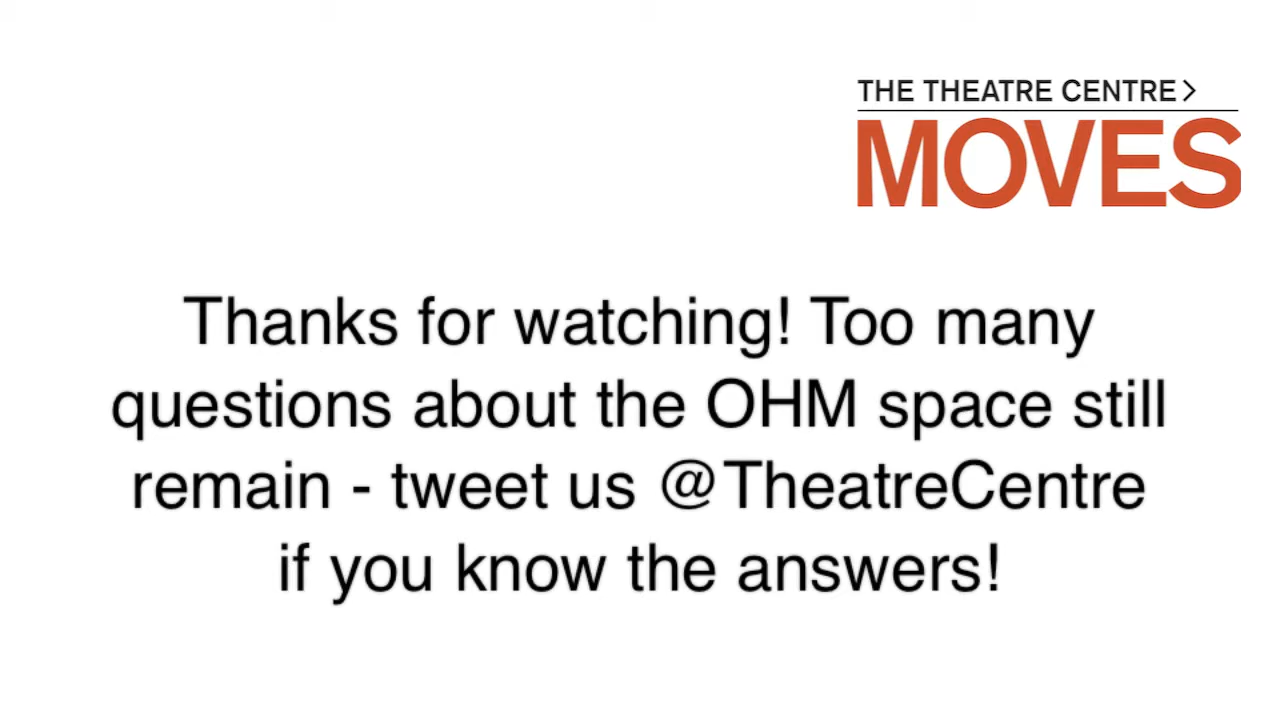 THE THEATRE CENTRE>
MOVES
Thanks for watching! Too many
questions about the OHM space still
remain - tweet us @TheatreCentre
if you know the answers!